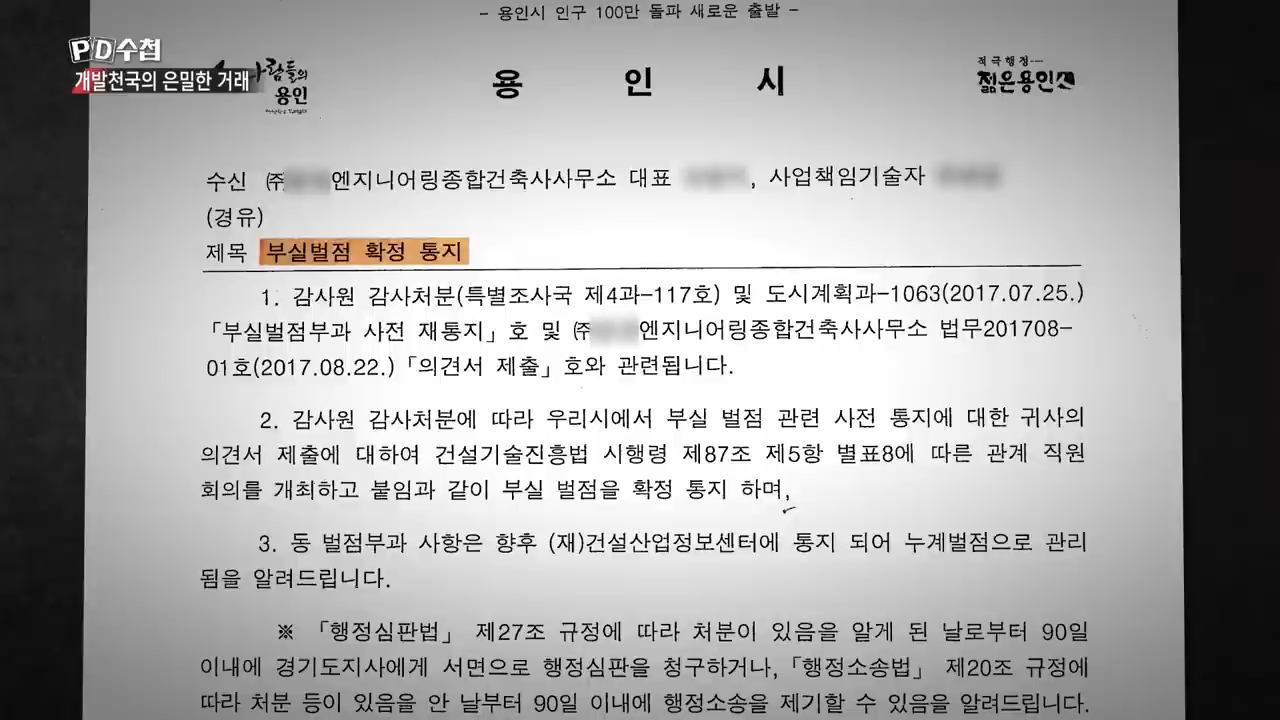 - 용인시 인구 100만 돌파 새로운 출발 -
PD수첩
개발천국의 은밀한 거래
사람들의
용인
용 인 시
적극행정----
젊은용인
수신 ㈜ 엔지니어링종합건축사사무소 대표 , 사업책임기술자
(경유)
제목 부실벌점 확정 통지
1. 감사원 감사처분(특별조사국 제4과-117호) 및 도시계획과-1063(2017.07.25.)
「부실벌점부과 사전 재통지」호 및 ㈜ 엔지니어링종합건축사사무소 법무201708-
01호(2017.08.22.)「의견서 제출」호와 관련됩니다.
2. 감사원 감사처분에 따라 우리시에서 부실 벌점 관련 사전 통지에 대한 귀사의
의견서 제출에 대하여 건설기술진흥법 시행령 제87조 제5항 별표8에 따른 관계 직원
회의를 개최하고 붙임과 같이 부실 벌점을 확정 통지 하며,
3. 동 벌점부과 사항은 향후 (재)건설산업정보센터에 통지 되어 누계벌점으로 관리
됨을 알려드립니다.
※ 「행정심판법」 제27조 규정에 따라 처분이 있음을 알게 된 날로부터 90일
이내에 경기도지사에게 서면으로 행정심판을 청구하거나,「행정소송법」 제20조 규정에
따라 처분 등이 있음을 안 날부터 90일 이내에 행정소송을 제기할 수 있음을 알려드립니다.